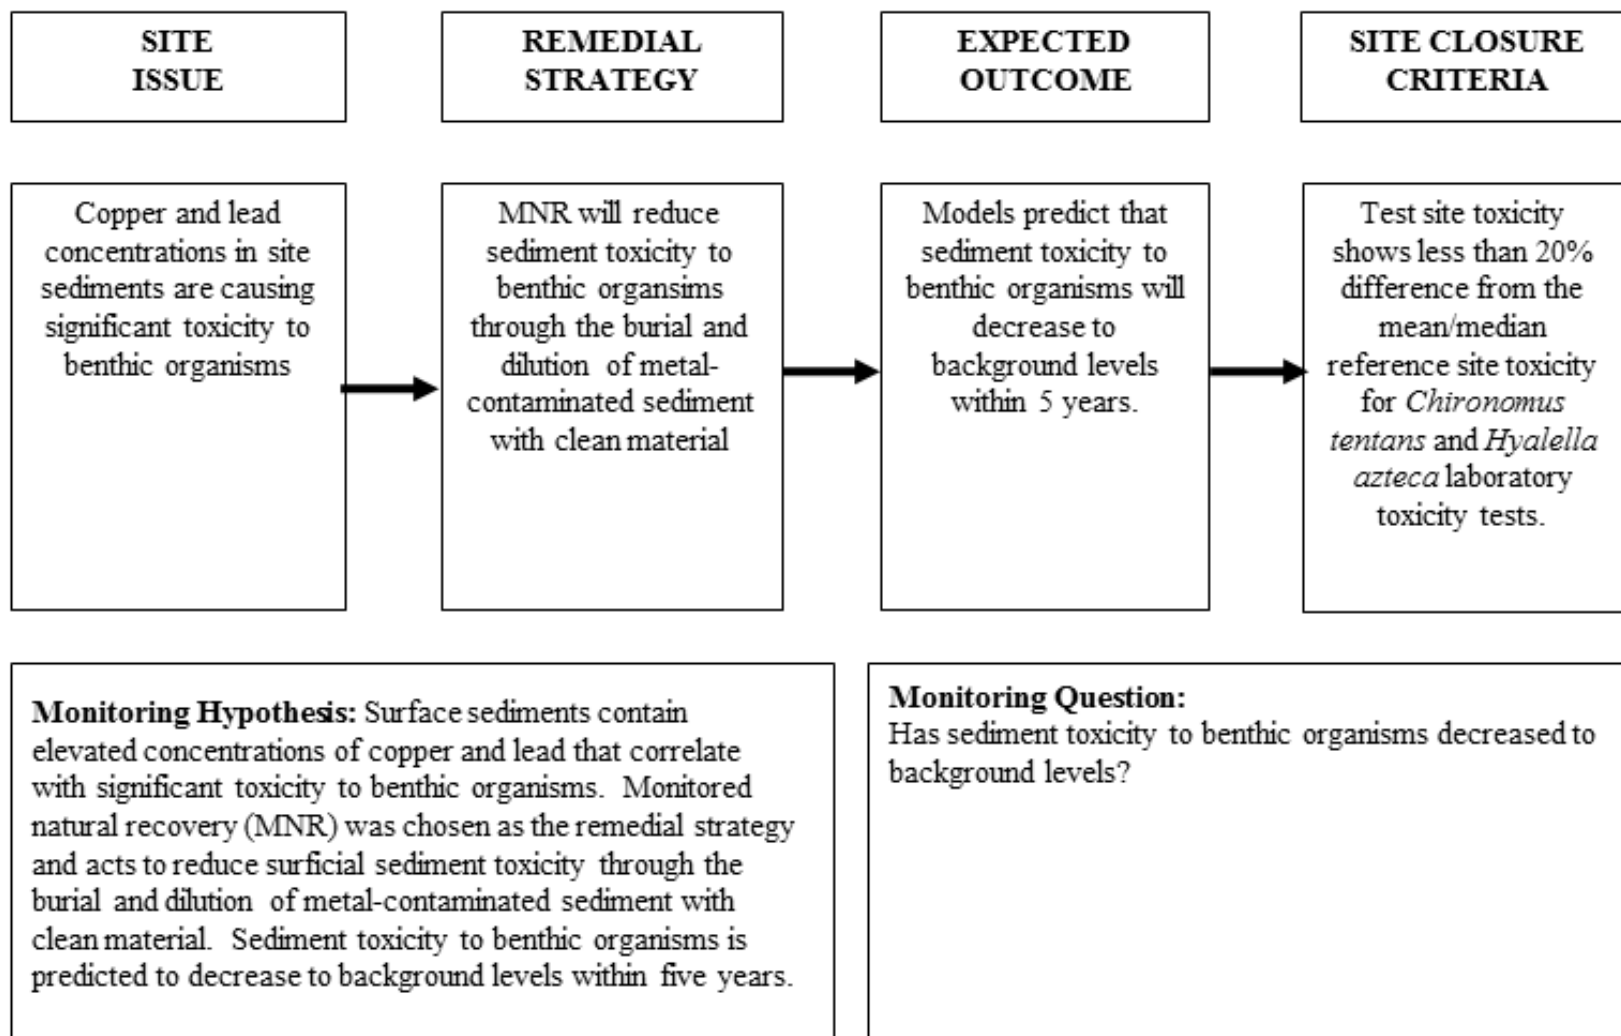 SITE
ISSUE
REMEDIAL
STRATEGY
EXPECTED
OUTCOME
SITE CLOSURE
CRITERIA
Copper and lead
concentrations in site
sediments are causing
significant toxicity to
benthic organisms
MNR will reduce
sediment toxicity to
benthic organsims
through the burial and
dilution of metal-
contaminated sediment
with clean material
Models predict that
sediment toxicity to
benthic organisms will
decrease to
background levels
within 5 years.
Test site toxicity
shows less than 20%
difference from the
mean/median
reference site toxicity
for Chironomus
tentans and Hyalella
azteca laboratory
toxicity tests.
Monitoring Hypothesis: Surface sediments contain
elevated concentrations of copper and lead that correlate
with significant toxicity to benthic organisms. Monitored
natural recovery (MNR) was chosen as the remedial strategy
and acts to reduce surficial sediment toxicity through the
burial and dilution of metal-contaminated sediment with
clean material. Sediment toxicity to benthic organisms is
predicted to decrease to background levels within five years.
Monitoring Question:
Has sediment toxicity to benthic organisms decreased to
background levels?